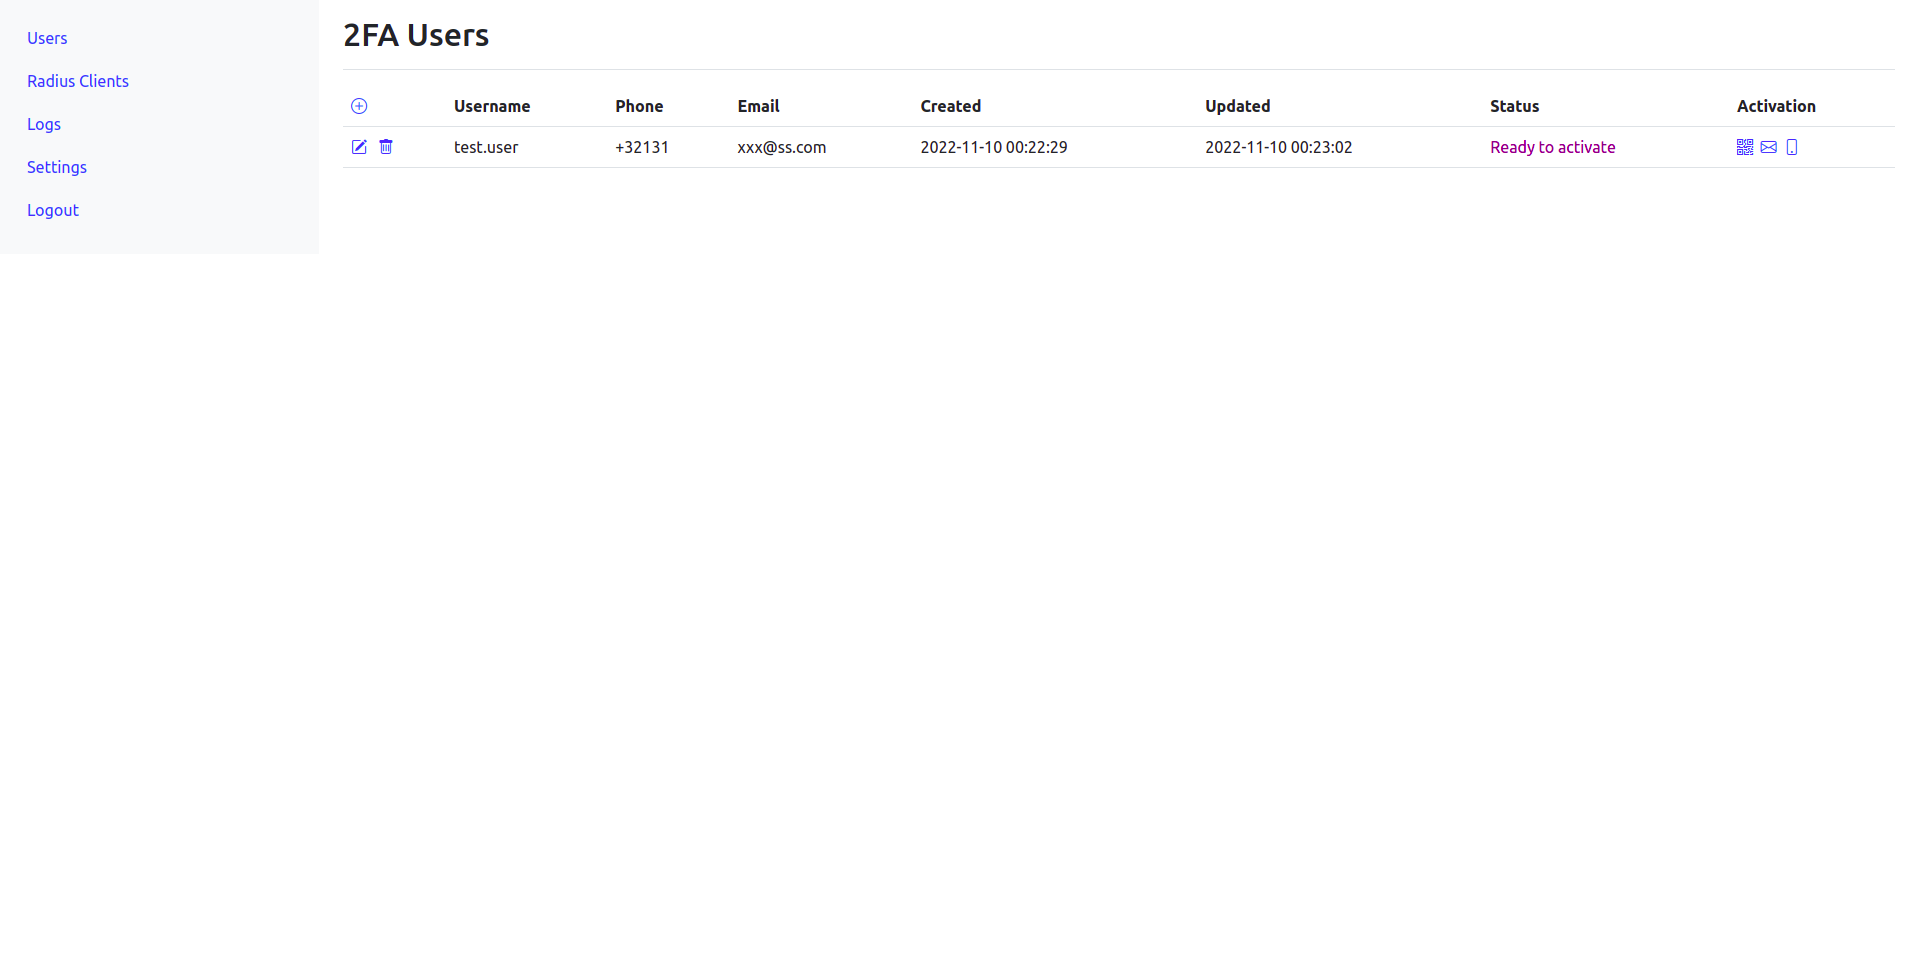 Users
Radius Clients
Logs
Settings
Logout
2FA Users
Username Phone Email Created Updated Status Activation
test.user +32131 xxx@ss.com 2022-11-10 00:22:29 2022-11-10 00:23:02 Ready to activate